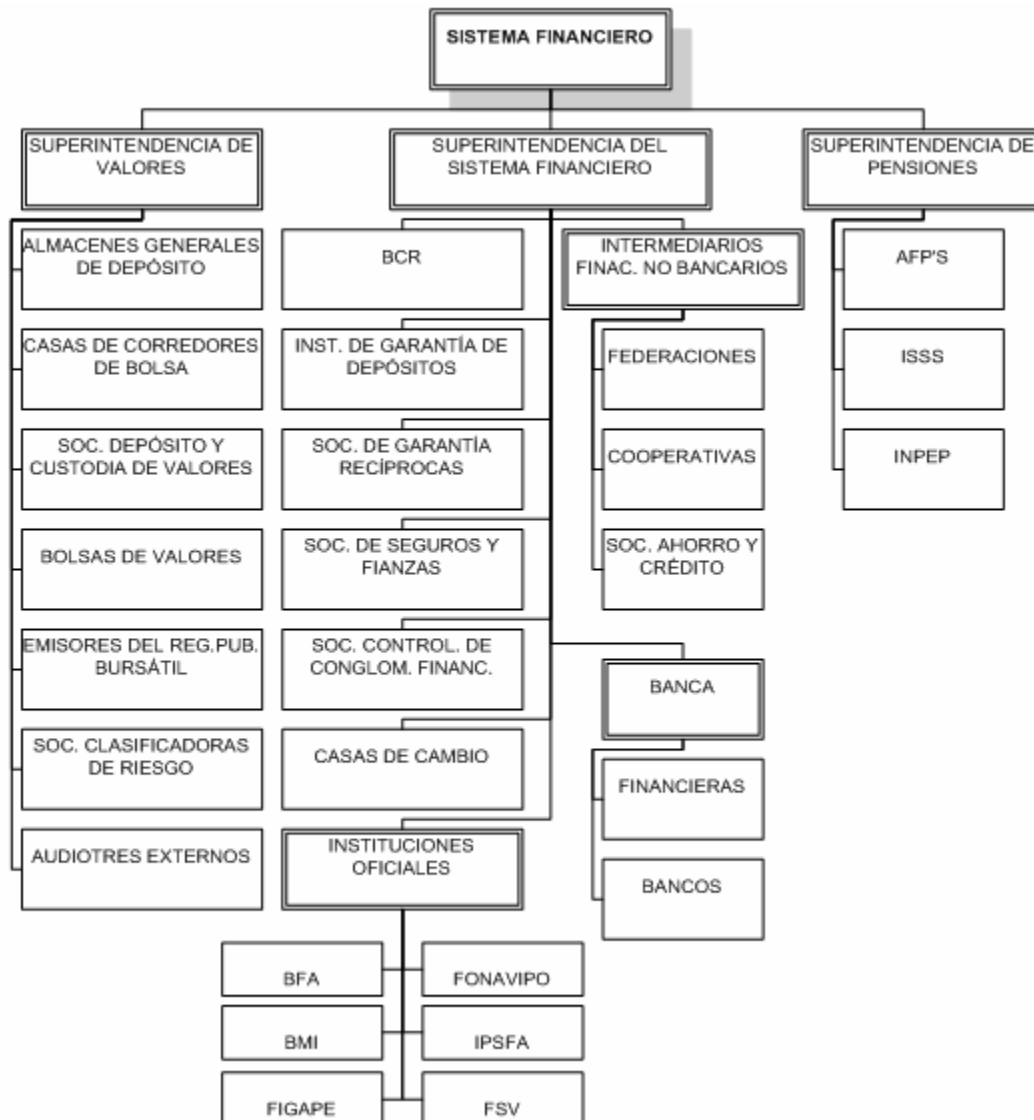 SISTEMA FINANCIERO
SUPERINTENDENCIA DE
VALORES
SUPERINTENDENCIA DEL
SISTEMA FINANCIERO
SUPERINTENDENCIA DE
PENSIONES
ALMACENES GENERALES
DE DEPÓSITO
BCR
INTERMEDIARIOS
FINAC. NO BANCARIOS
AFP'S
CASAS DE CORREDORES
DE BOLSA
INST. DE GARANTÍA DE
DEPÓSITOS
FEDERACIONES
ISSS
SOC. DEPÓSITO Y
CUSTODIA DE VALORES
SOC. DE GARANTÍA
RECÍPROCAS
COOPERATIVAS
INPEP
BOLSAS DE VALORES
SOC. DE SEGUROS Y
FIANZAS
SOC. AHORRO Y
CRÉDITO
EMISORES DEL REG.PUB.
BURSÁTIL
SOC. CONTROL. DE
CONGLOM. FINANC.
BANCA
SOC. CLASIFICADORAS
DE RIESGO
CASAS DE CAMBIO
FINANCIERAS
AUDIOTRES EXTERNOS
INSTITUCIONES
OFICIALES
BANCOS
BFA
FONAVIPO
BMI
IPSFA
FIGAPE
FSV